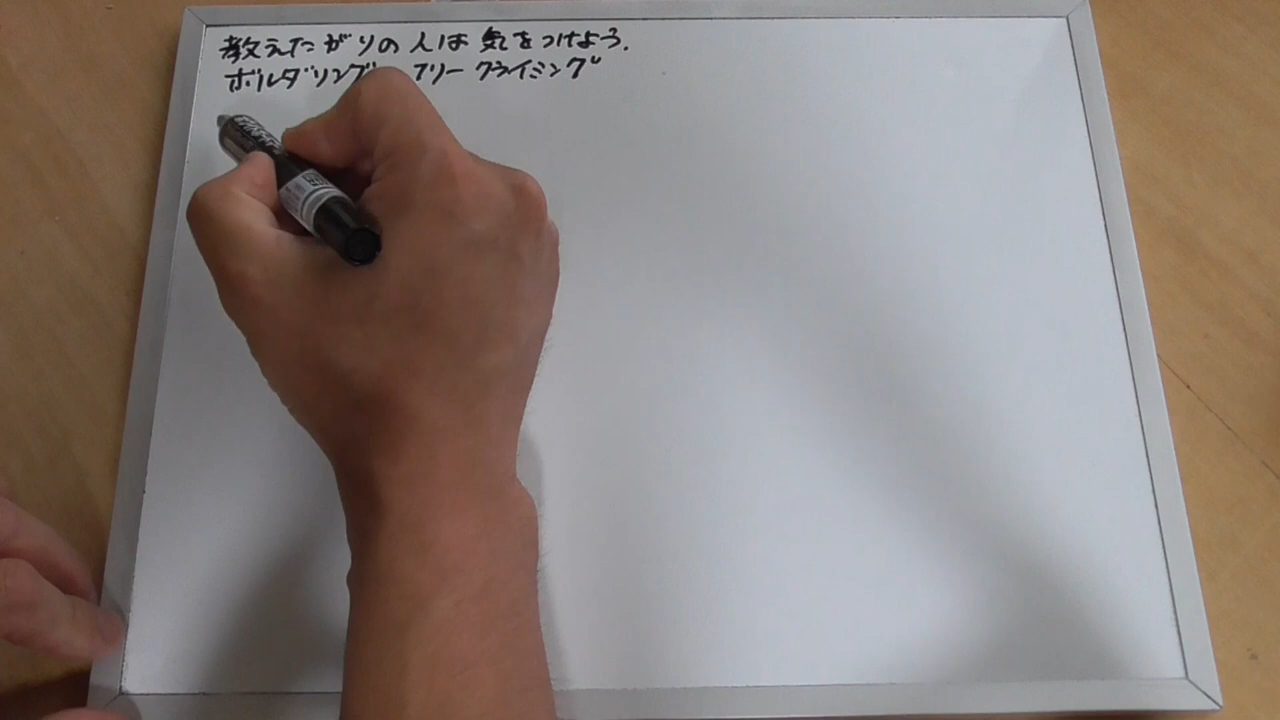 教えたがりの人は気をつけよう.
ボルダリング フリークライミング